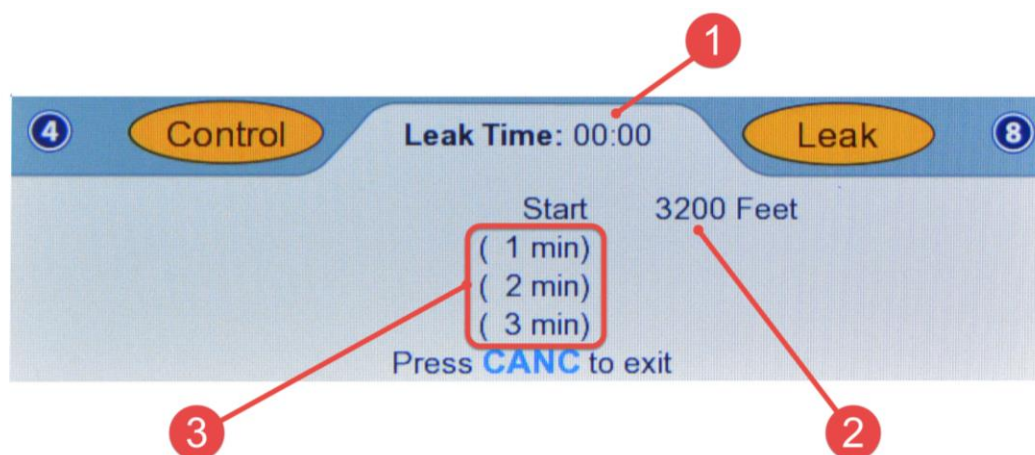 1
4 Control Leak Time: 00:00 Leak 8
Start 3200 Feet
( 1 min)
( 2 min)
( 3 min)
Press CANC to exit
3 2